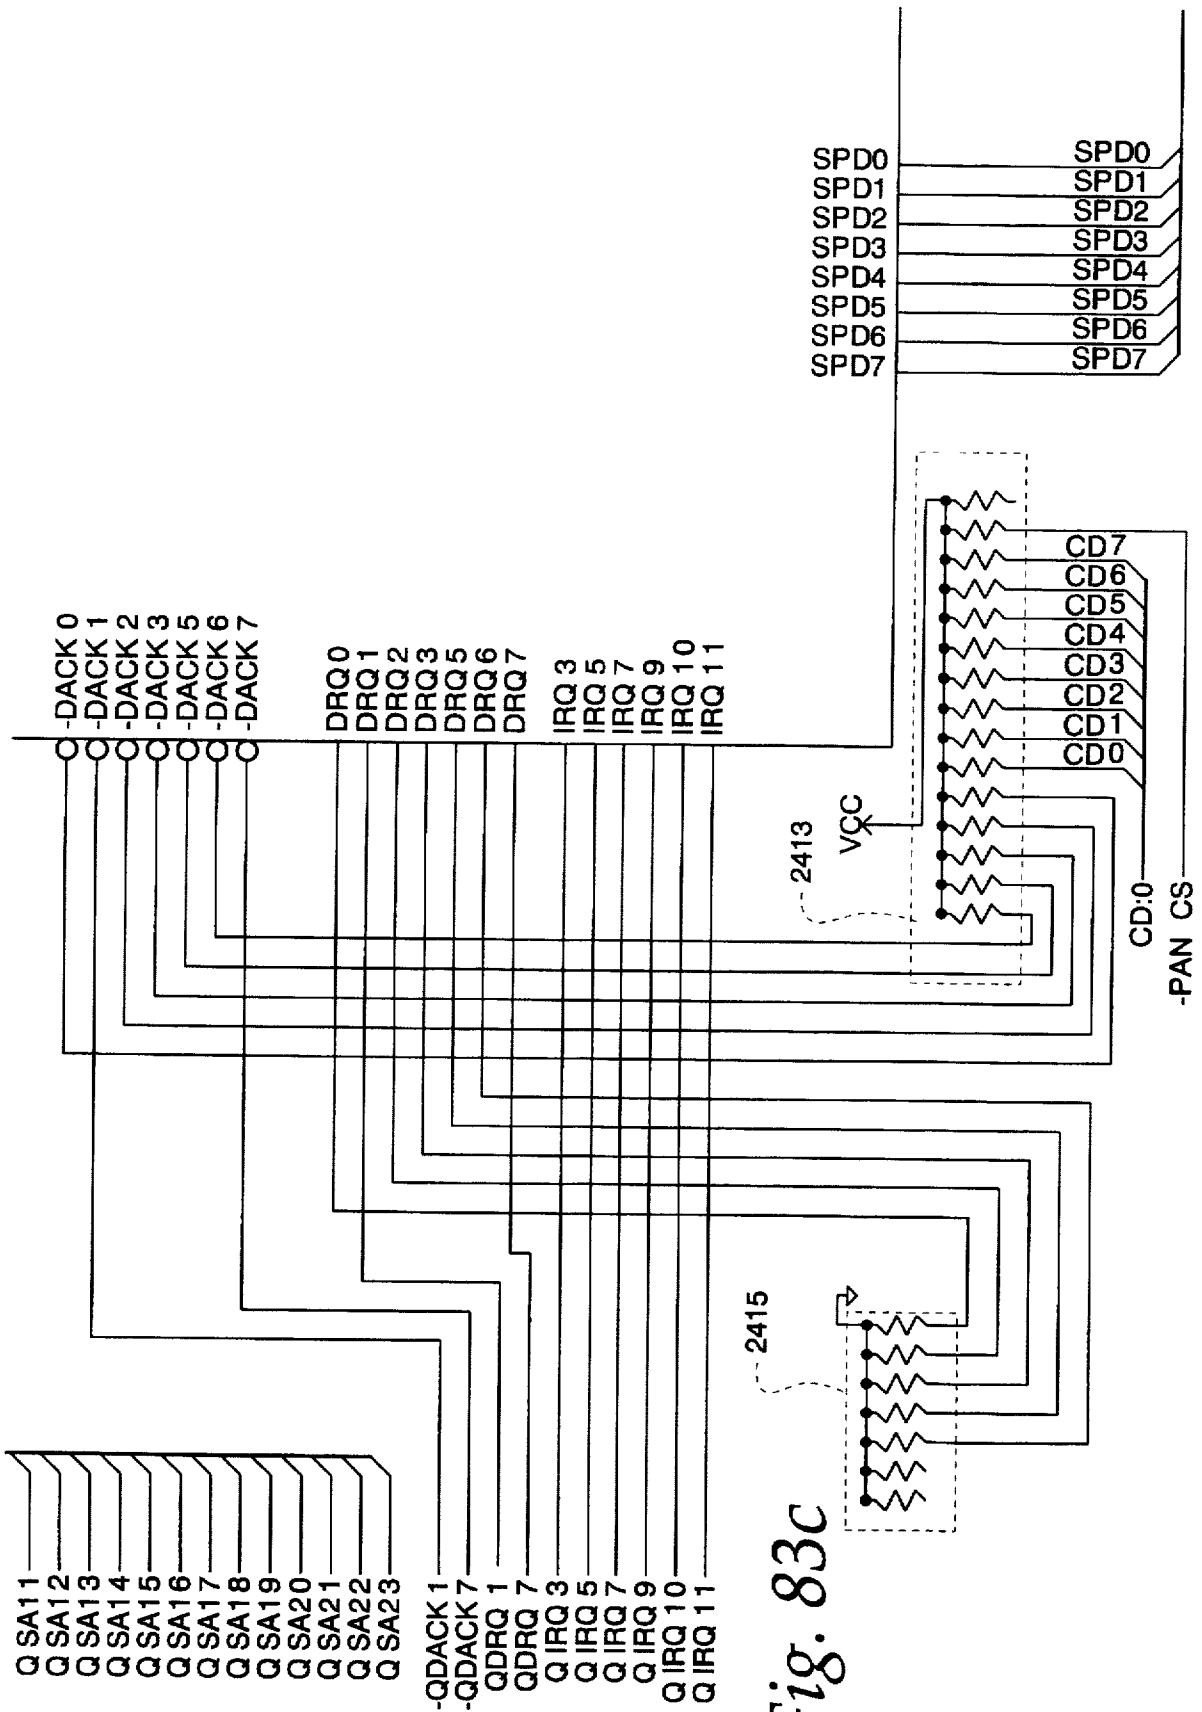 Q SA11
Q SA12
Q SA13
Q SA14
Q SA15
Q SA16
Q SA17
Q SA18
Q SA19
Q SA20
Q SA21
Q SA22
Q SA23
-QDACK 1
-QDACK 7
QDRQ 1
QDRQ 7
Q IRQ 3
Q IRQ 5
Q IRQ 7
Q IRQ 9
Q IRQ 10
Q IRQ 11
-DACK 0
-DACK 1
-DACK 2
-DACK 3
-DACK 5
-DACK 6
-DACK 7
DRQ 0
DRQ 1
DRQ 2
DRQ 3
DRQ 5
DRQ 6
DRQ 7
IRQ 3
IRQ 5
IRQ 7
IRQ 9
IRQ 10
IRQ 11
SPD0
SPD1
SPD2
SPD3
SPD4
SPD5
SPD6
SPD7
SPD0
SPD1
SPD2
SPD3
SPD4
SPD5
SPD6
SPD7
2415
2413
VCC
CD7
CD6
CD5
CD4
CD3
CD2
CD1
CD0
CD:0
-PAN CS
Fig. 83c